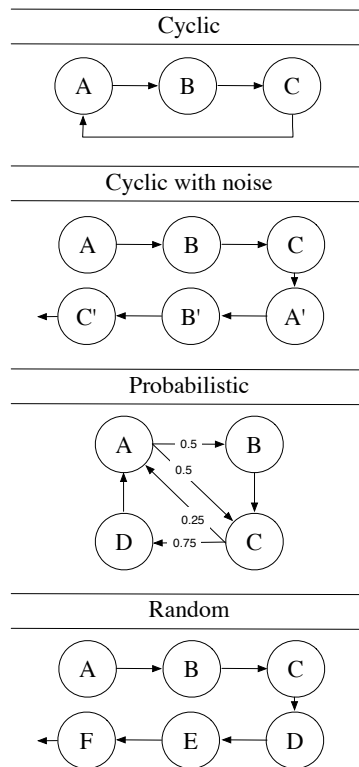 Cyclic
A B C
Cyclic with noise
A B C
C' B' A'
Probabilistic
A 0.5 B
0.5
0.25
D 0.75 C
Random
A B C
F E D